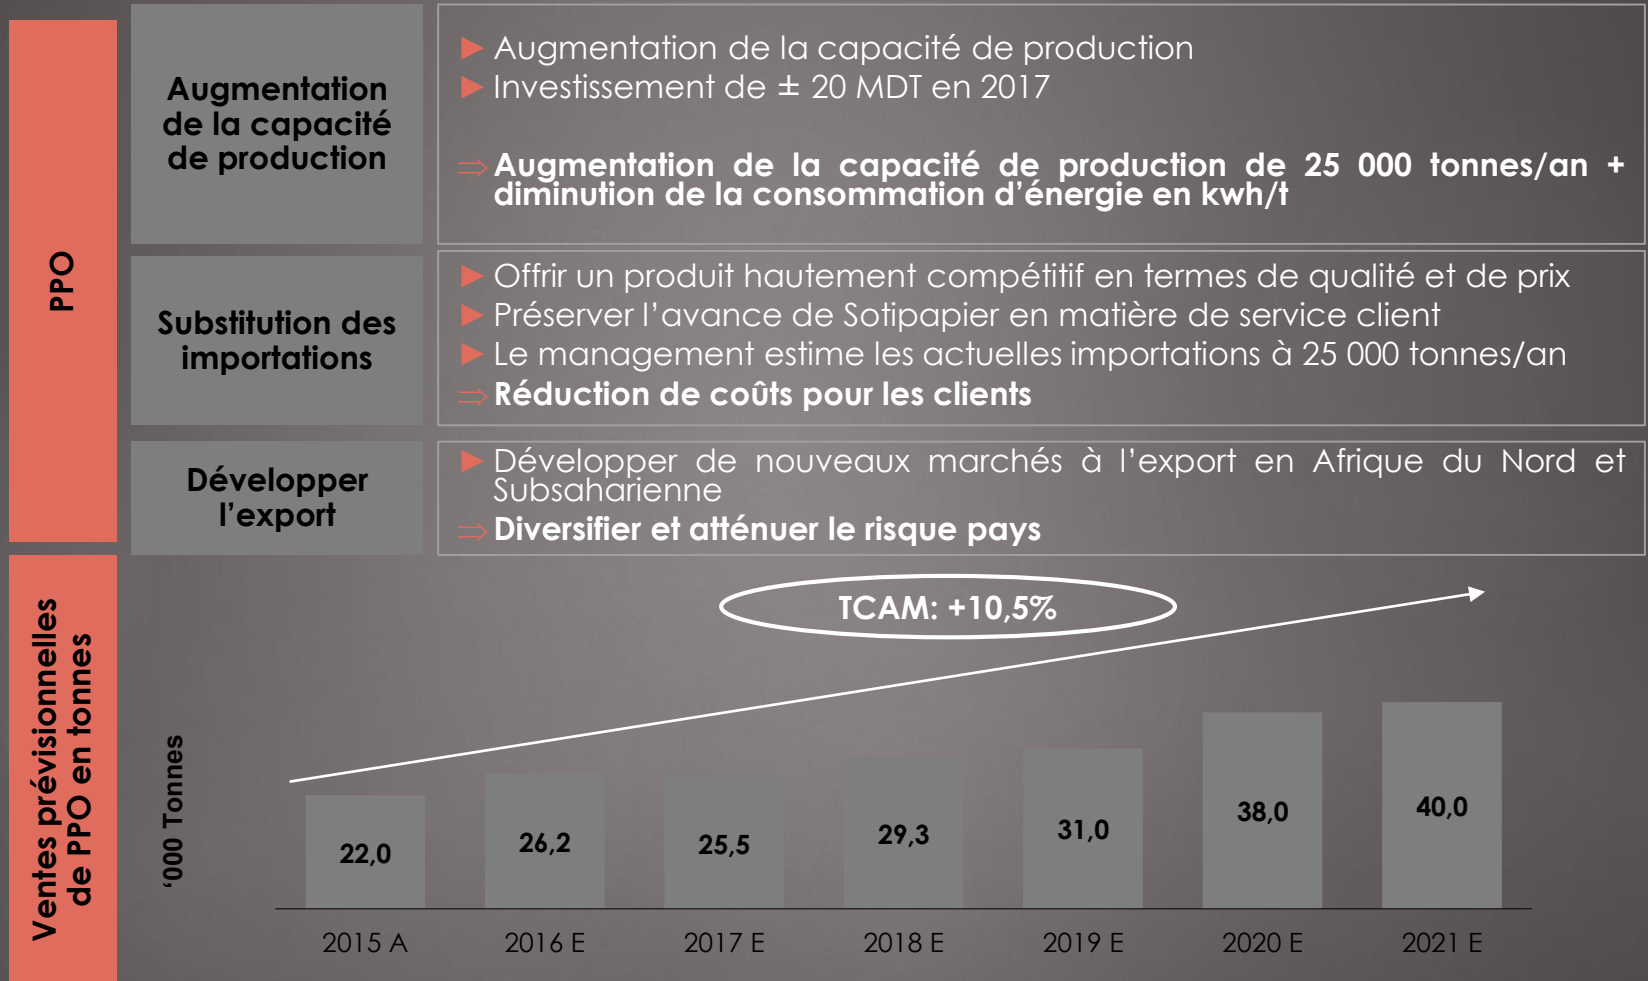 PPO
Augmentation
de la capacité
de production
► Augmentation de la capacité de production
► Investissement de ± 20 MDT en 2017
⇒ Augmentation de la capacité de production de 25 000 tonnes/an +
diminution de la consommation d’énergie en kwh/t
Substitution des
importations
► Offrir un produit hautement compétitif en termes de qualité et de prix
► Préserver l’avance de Sotipapier en matière de service client
► Le management estime les actuelles importations à 25 000 tonnes/an
⇒ Réduction de coûts pour les clients
Développer
l’export
► Développer de nouveaux marchés à l’export en Afrique du Nord et
Subsaharienne
⇒ Diversifier et atténuer le risque pays
Ventes prévisionnelles
de PPO en tonnes
‘000 Tonnes
TCAM: +10,5%
22,0
26,2
25,5
29,3
31,0
38,0
40,0
2015 A
2016 E
2017 E
2018 E
2019 E
2020 E
2021 E